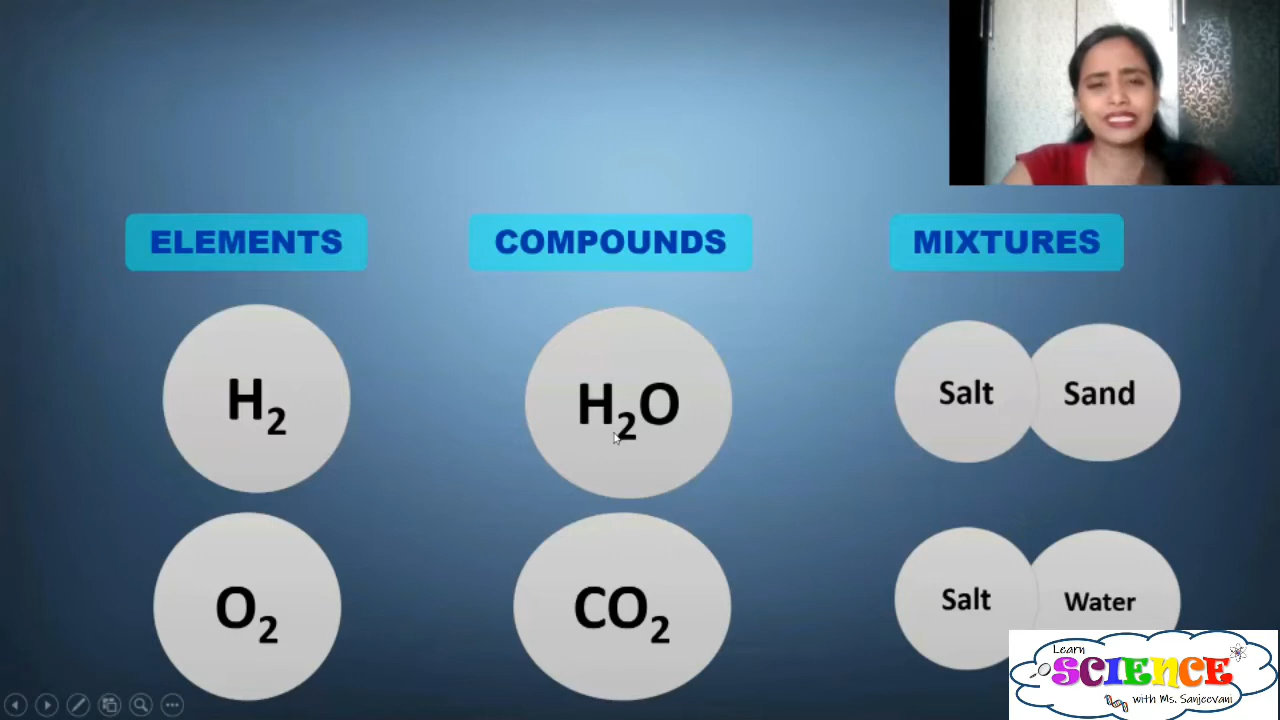 ELEMENTS
COMPOUNDS
MIXTURES
H₂
H₂O
Salt
Sand
O₂
CO₂
Salt
Water
Learn
SCIENCE
with Ms. Sanjeevani